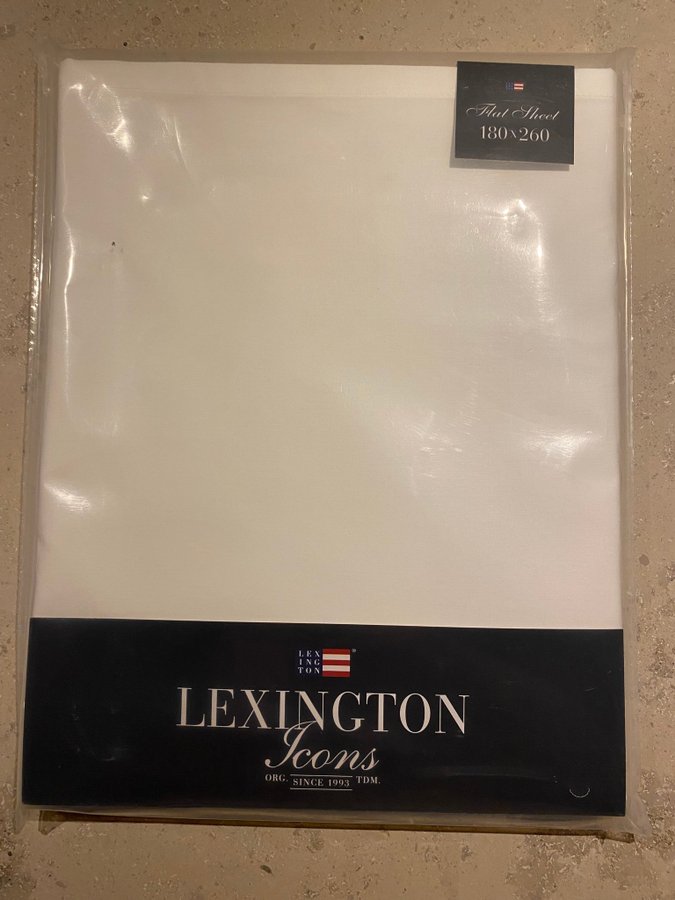 Flat Sheet
180x260
LEX
ING
TON
®
LEXINGTON
Icons
ORG. SINCE 1993 TDM.